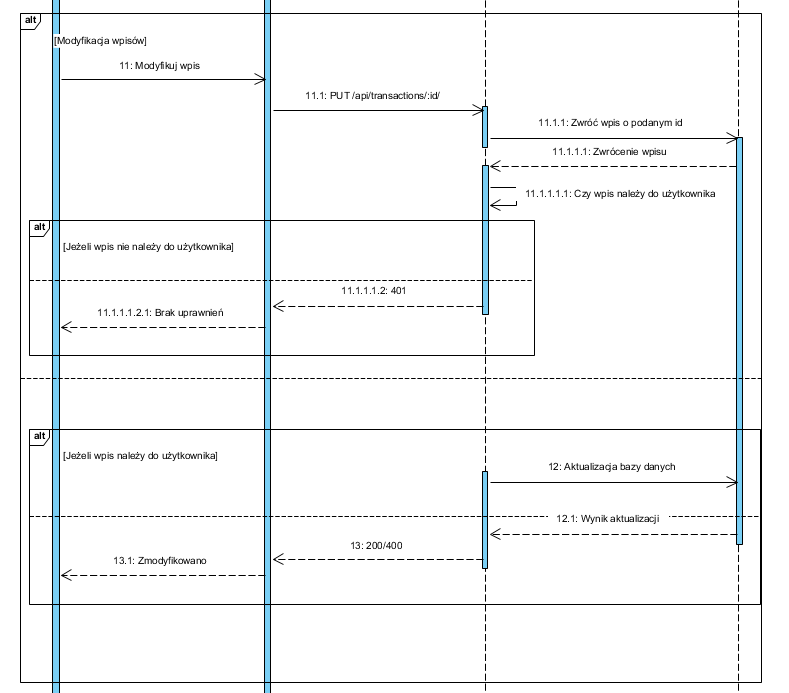 alt
[Modyfikacja wpisów]
11: Modyfikuj wpis
11.1: PUT /api/transactions/:id/
11.1.1: Zwróć wpis o podanym id
11.1.1.1: Zwrócenie wpisu
11.1.1.1.1: Czy wpis należy do użytkownika
alt
[Jeżeli wpis nie należy do użytkownika]
11.1.1.1.2: 401
11.1.1.1.2.1: Brak uprawnień
alt
[Jeżeli wpis należy do użytkownika]
12: Aktualizacja bazy danych
12.1: Wynik aktualizacji
13: 200/400
13.1: Zmodyfikowano